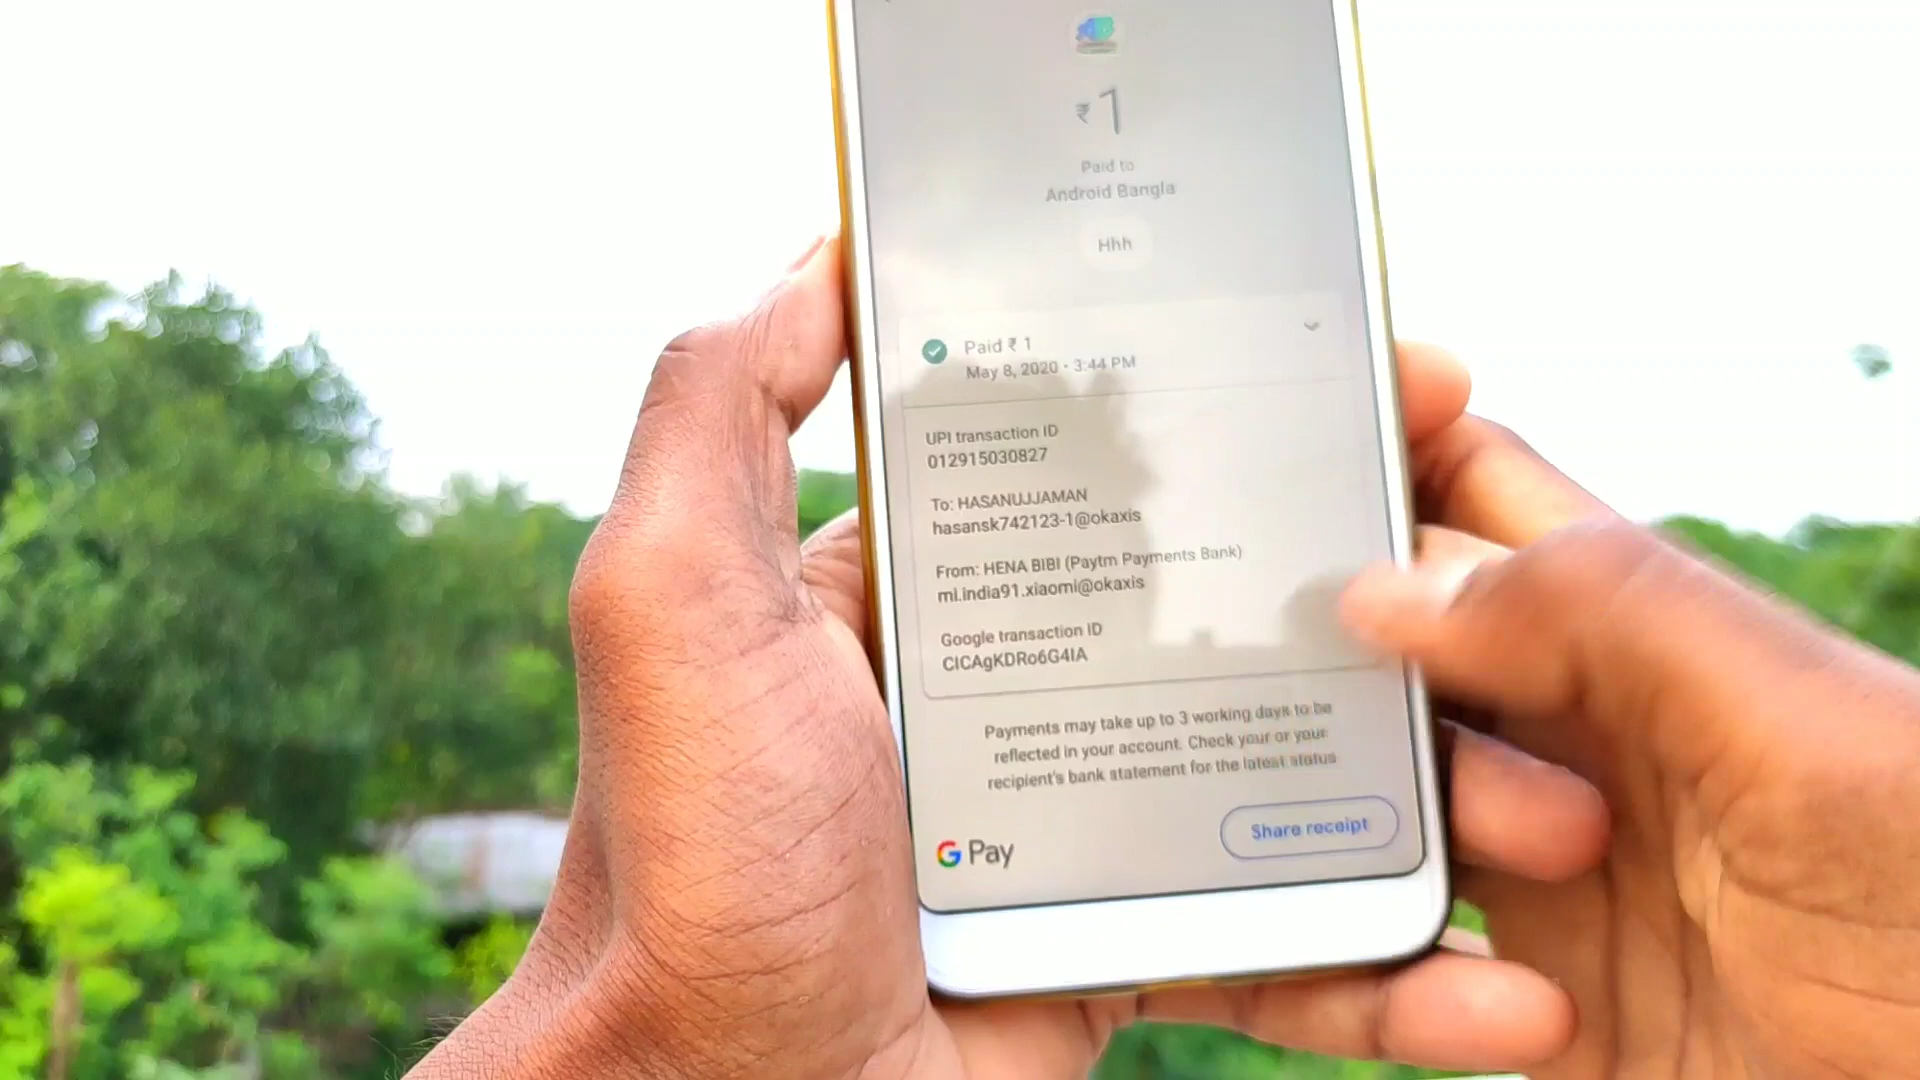 ₹1
Paid to
Android Bangla
Hhh
Paid ₹ 1
May 8, 2020 • 3:44 PM
UPI transaction ID
012915030827
To: HASANUJJAMAN
hasansk742123-1@okaxis
From: HENA BIBI (Paytm Payments Bank)
mi.india91.xiaomi@okaxis
Google transaction ID
CICAgKDRo6G4IA
Payments may take up to 3 working days to be
reflected in your account. Check your or your
recipient's bank statement for the latest status
G Pay
Share receipt